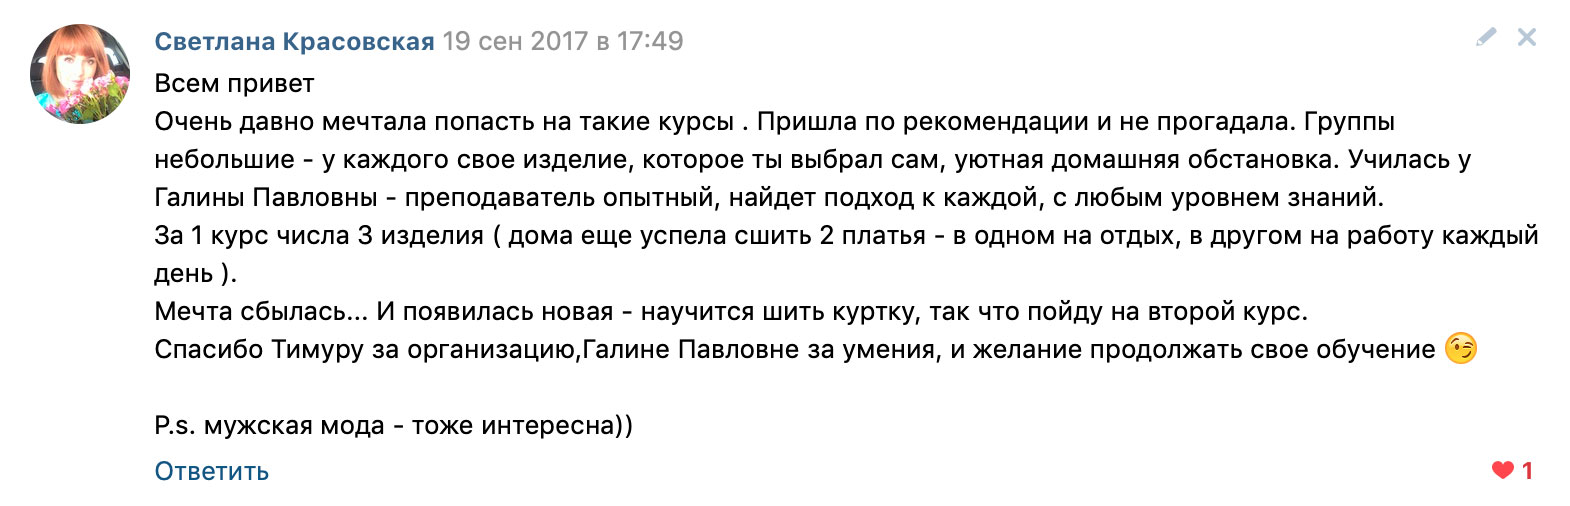 Светлана Красовская 19 сен 2017 в 17:49
Всем привет
Очень давно мечтала попасть на такие курсы . Пришла по рекомендации и не прогадала. Группы
небольшие - у каждого свое изделие, которое ты выбрал сам, уютная домашняя обстановка. Училась у
Галины Павловны - преподаватель опытный, найдет подход к каждой, с любым уровнем знаний.
За 1 курс числа 3 изделия ( дома еще успела сшить 2 платья - в одном на отдых, в другом на работу каждый
день ).
Мечта сбылась... И появилась новая - научится шить куртку, так что пойду на второй курс.
Спасибо Тимуру за организацию,Галине Павловне за умения, и желание продолжать свое обучение 😉
P.s. мужская мода - тоже интересна))
Ответить
1